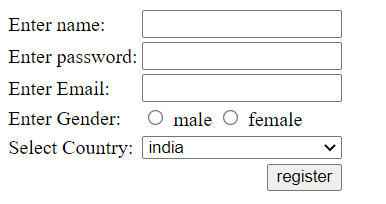 Enter name:
Enter password:
Enter Email:
Enter Gender: male female
Select Country: india
register